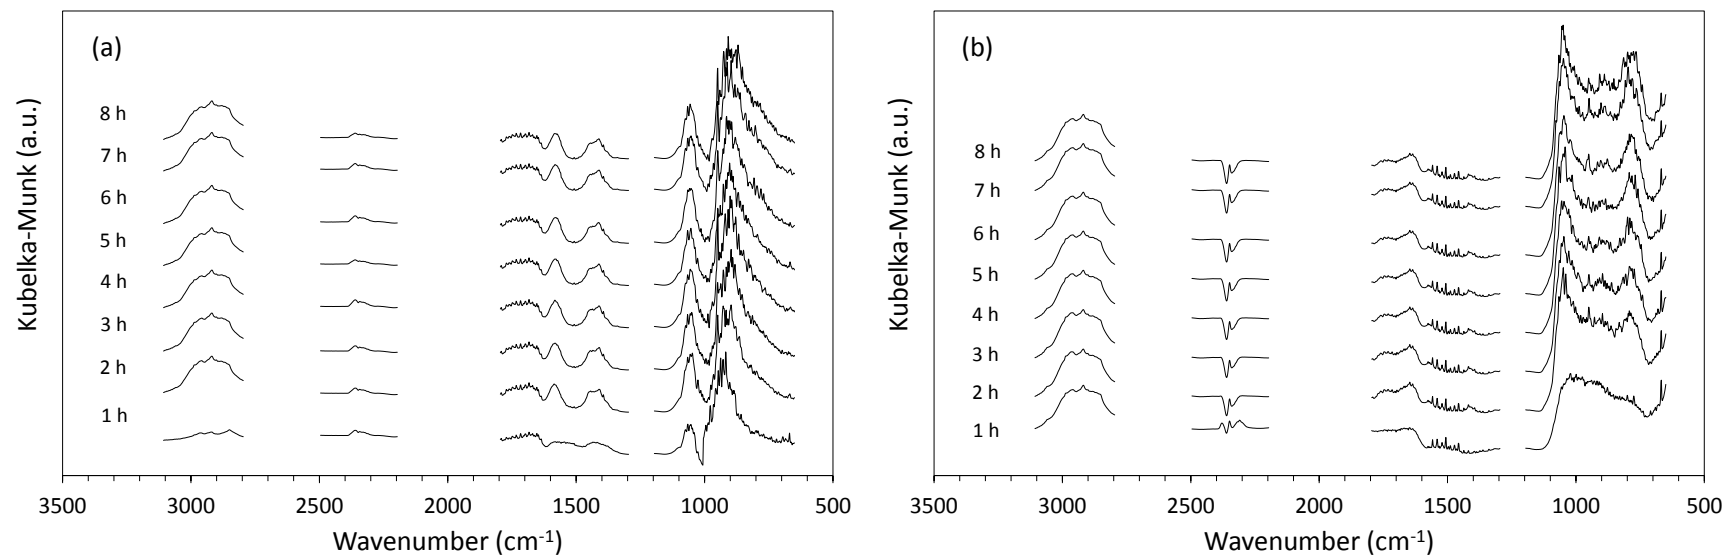 (a)
Kubelka-Munk (a.u.)
8 h
7 h
6 h
5 h
4 h
3 h
2 h
1 h
3500 3000 2500 2000 1500 1000 500
Wavenumber (cm-1)
(b)
Kubelka-Munk (a.u.)
8 h
7 h
6 h
5 h
4 h
3 h
2 h
1 h
3500 3000 2500 2000 1500 1000 500
Wavenumber (cm-1)